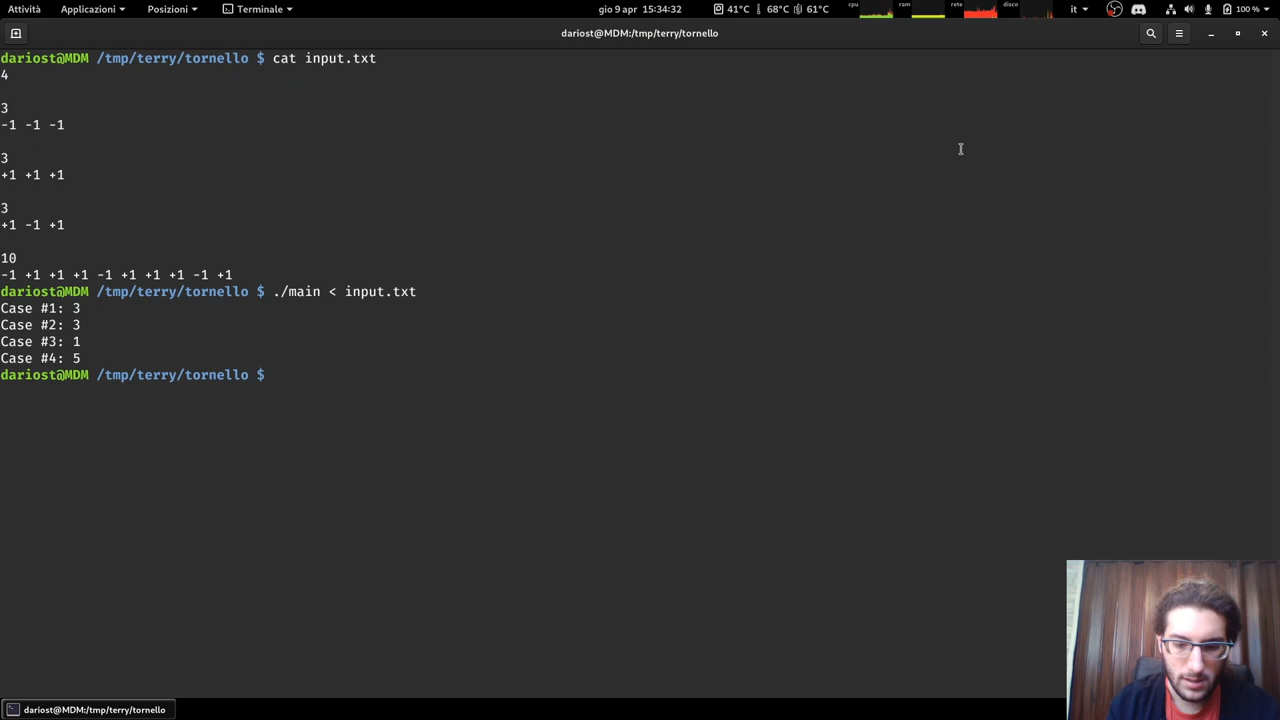 Attività Applicazioni Posizioni Terminale gio 9 apr 15:34:32 41°C 68°C 61°C cpu ram rete disco it 100 %
dariost@MDM:/tmp/terry/tornello
dariost@MDM /tmp/terry/tornello $ cat input.txt
4
3
-1 -1 -1
3
+1 +1 +1
3
+1 -1 +1
10
-1 +1 +1 +1 -1 +1 +1 +1 -1 +1
dariost@MDM /tmp/terry/tornello $ ./main < input.txt
Case #1: 3
Case #2: 3
Case #3: 1
Case #4: 5
dariost@MDM /tmp/terry/tornello $
dariost@MDM:/tmp/terry/tornello